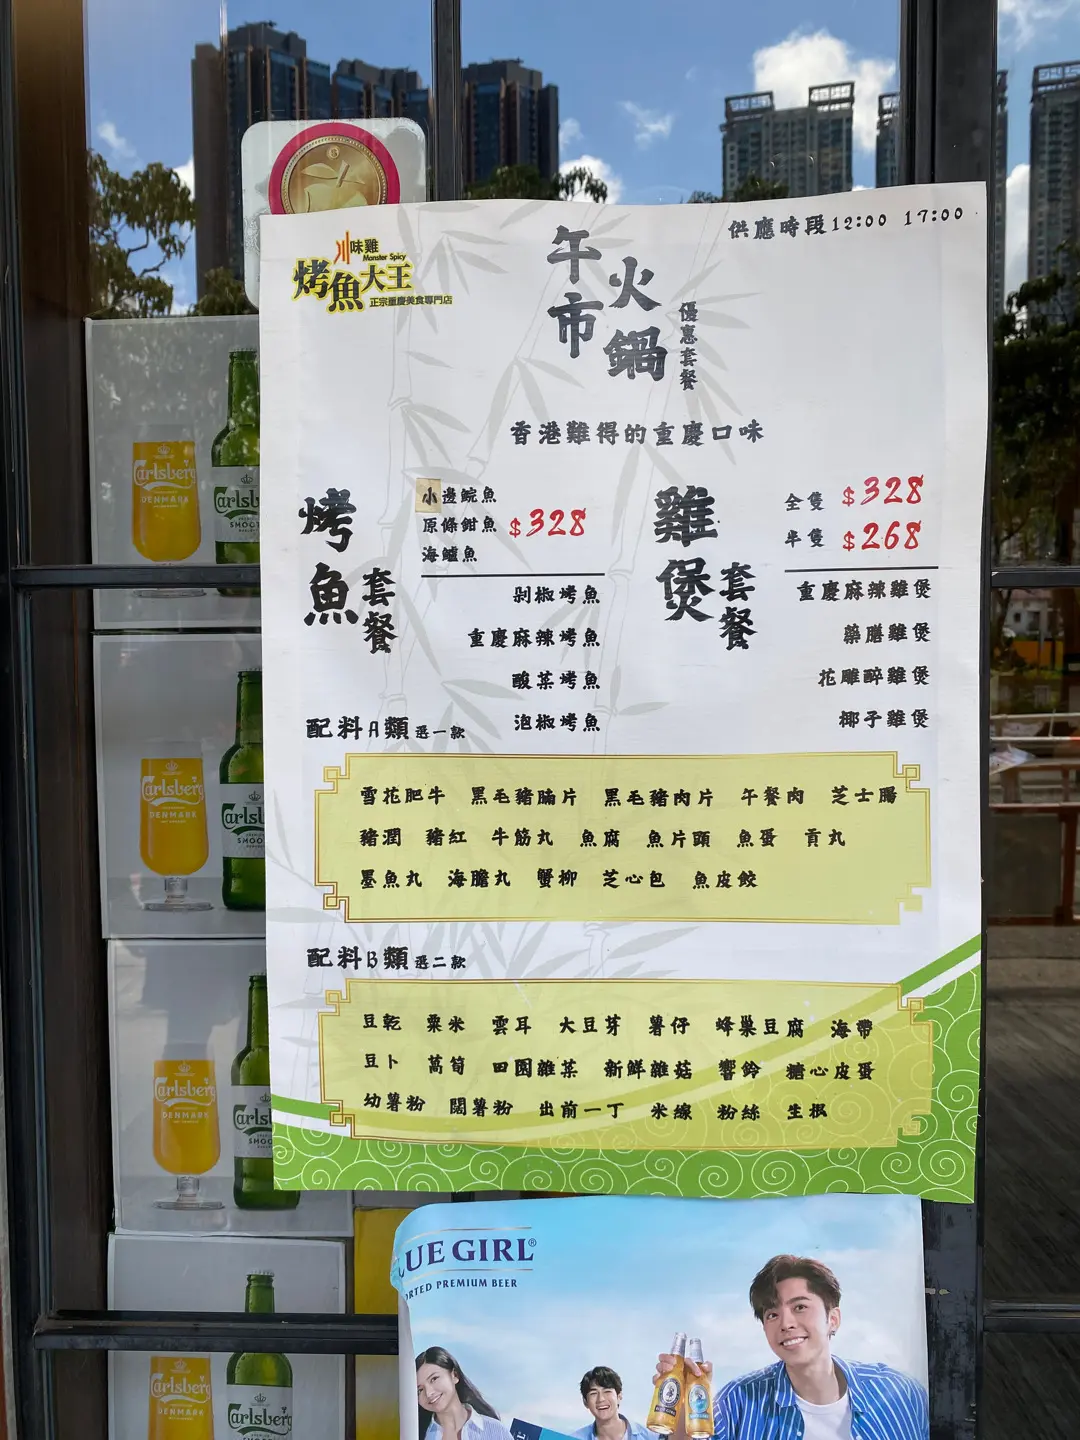 供應時段12:00 17:00
川味雞
Monster Spicy
烤魚大王
正宗重慶美食專門店
午市
火鍋
優惠套餐
香港難得的重慶口味
烤魚
套餐
小邊鯇魚
原條鉗魚
海鱸魚
$328
剁椒烤魚
重慶麻辣烤魚
酸菜烤魚
泡椒烤魚
雞煲
套餐
全隻 $328
半隻 $268
重慶麻辣雞煲
藥膳雞煲
花雕醉雞煲
椰子雞煲
配料A類 選一款
雪花肥牛 黑毛豬腩片 黑毛豬肉片 午餐肉 芝士腸
豬潤 豬紅 牛筋丸 魚腐 魚片頭 魚蛋 貢丸
墨魚丸 海膽丸 蟹柳 芝心包 魚皮餃
配料B類 選二款
豆乾 粟米 雲耳 大豆芽 薯仔 蜂巢豆腐 海帶
豆卜 萵筍 田园雜菜 新鮮雜菇 響鈴 糖心皮蛋
幼薯粉 闊薯粉 出前一丁 米線 粉絲 生根
Carlsberg
DENMARK
Carlsberg
DENMARK
Carlsberg
DENMARK
Carlsberg
Carlsberg
UE GIRL®
ORTED PREMIUM BEER